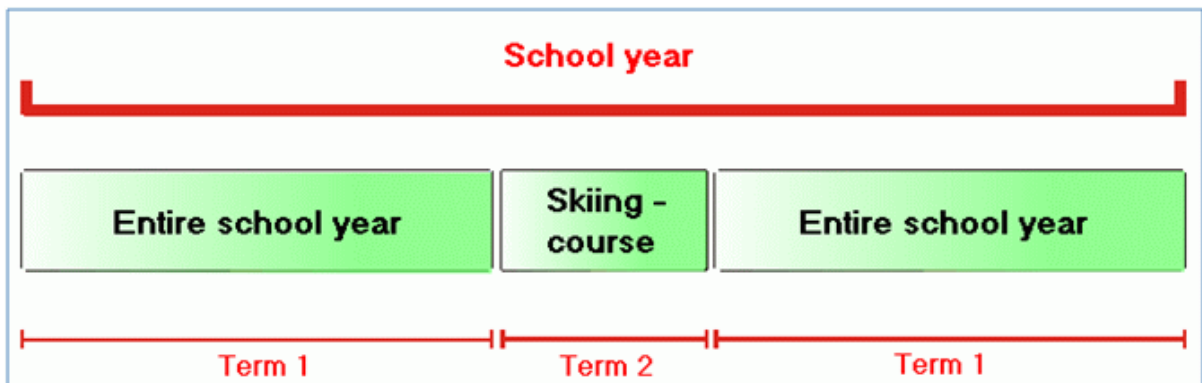 School year
Entire school year
Skiing -
course
Entire school year
Term 1
Term 2
Term 1